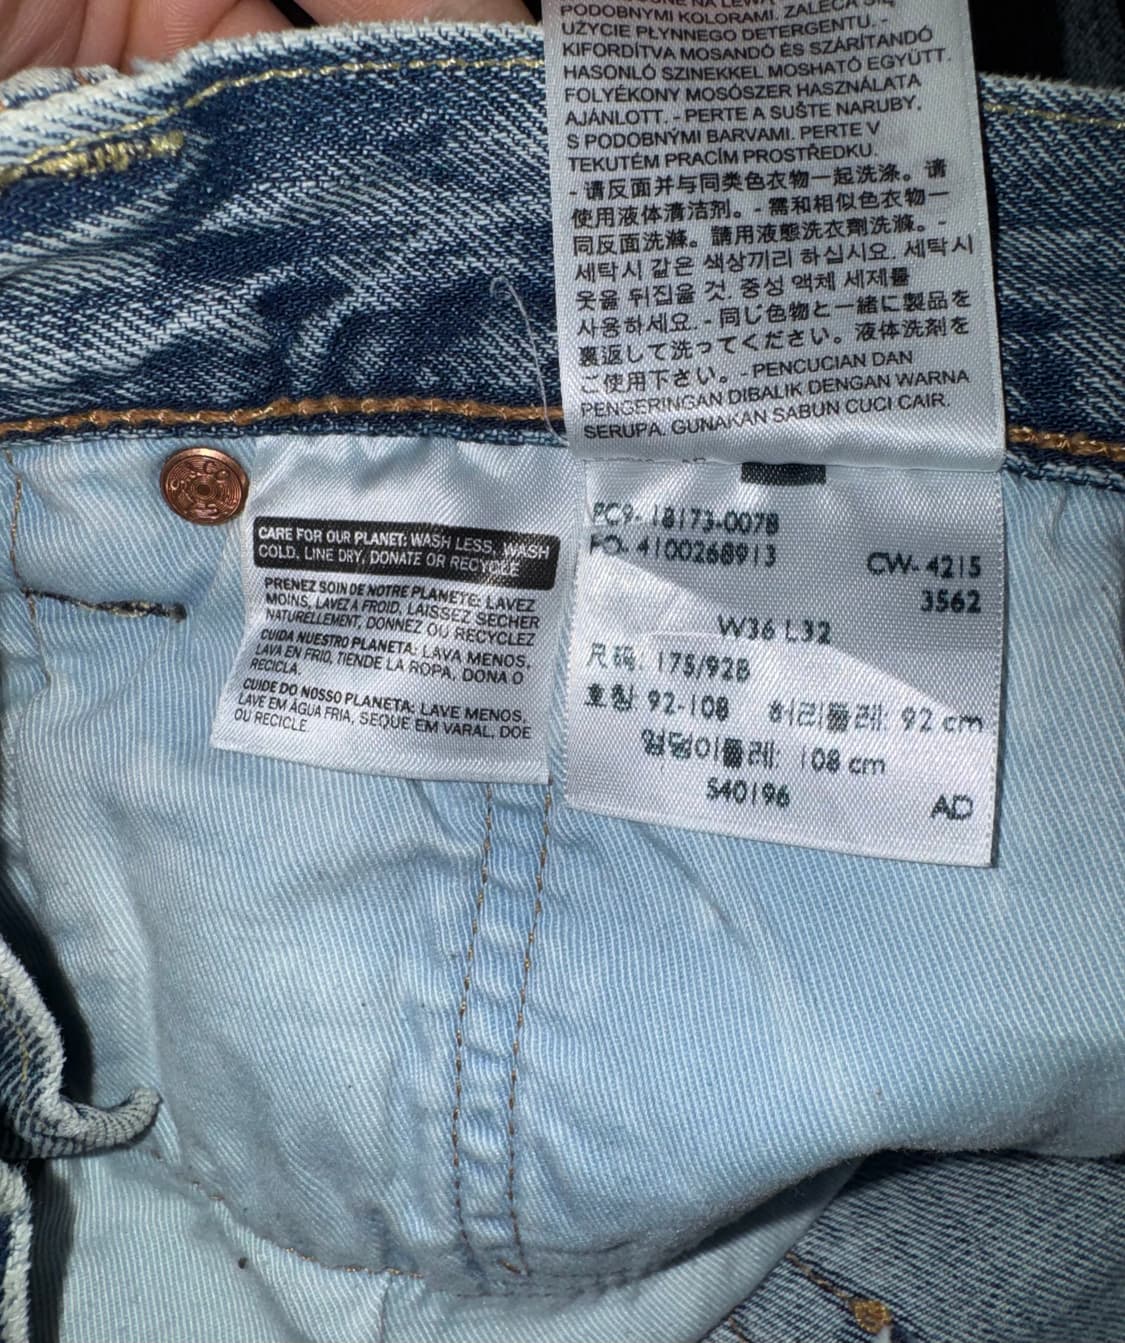 PODOBNYMI KOLORAMI. ZALECA SIĘ
UŻYCIE PŁYNNEGO DETERGENTU. -
KIFORDÍTVA MOSANDÓ ÉS SZÁRÍTANDÓ
HASONLÓ SZINEKKEL MOSHATÓ EGYÜTT.
FOLYÉKONY MOSÓSZER HASZNÁLATA
AJÁNLOTT. - PERTE A SUŠTE NARUBY,
S PODOBNÝMI BARVAMI. PERTE V
TEKUTÉM PRACÍM PROSTŘEDKU.
- 请反面并与同类色衣物一起洗涤。请
使用液体清洁剂。- 需和相似色衣物一
同反面洗滌。請用液態洗衣劑洗滌。-
세탁시 같은 색상끼리 하십시요. 세탁시
옷을 뒤집을 것. 중성 액체 세제를
사용하세요. - 同じ色物と一緒に製品を
裏返して洗ってください。液体洗剤を
ご使用下さい。- PENCUCIAN DAN
PENGERINGAN DIBALIK DENGAN WARNA
SERUPA. GUNAKAN SABUN CUCI CAIR.
CARE FOR OUR PLANET: WASH LESS, WASH
COLD, LINE DRY, DONATE OR RECYCLE
PRENEZ SOIN DE NOTRE PLANETE: LAVEZ
MOINS, LAVEZ A FROID, LAISSEZ SECHER
NATURELLEMENT, DONNEZ OU RECYCLEZ
CUIDA NUESTRO PLANETA: LAVA MENOS,
LAVA EN FRIO, TIENDE LA ROPA, DONA O
RECICLA.
CUIDE DO NOSSO PLANETA: LAVE MENOS,
LAVE EM ÁGUA FRIA, SEQUE EM VARAL, DOE
OU RECICLE
PC9- 18173-0078
PO- 4100268913
CW- 4215
3562
W36 L32
尺码: 175/92B
호칭 92-108 허리둘레: 92 cm
엉덩이둘레: 108 cm
S40196
AD